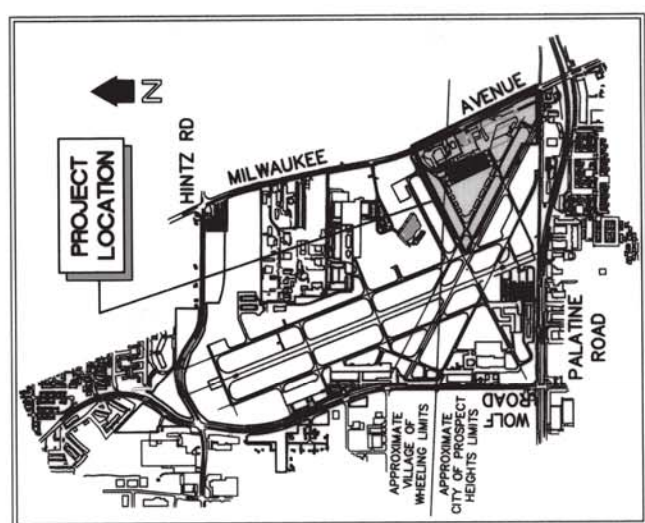 N
PROJECT
LOCATION
HINTZ RD
MILWAUKEE
AVENUE
PALATINE
ROAD
WOLF
ROAD
APPROXIMATE
VILLAGE OF
WHEELING LIMITS
APPROXIMATE
CITY OF PROSPECT
HEIGHTS LIMITS